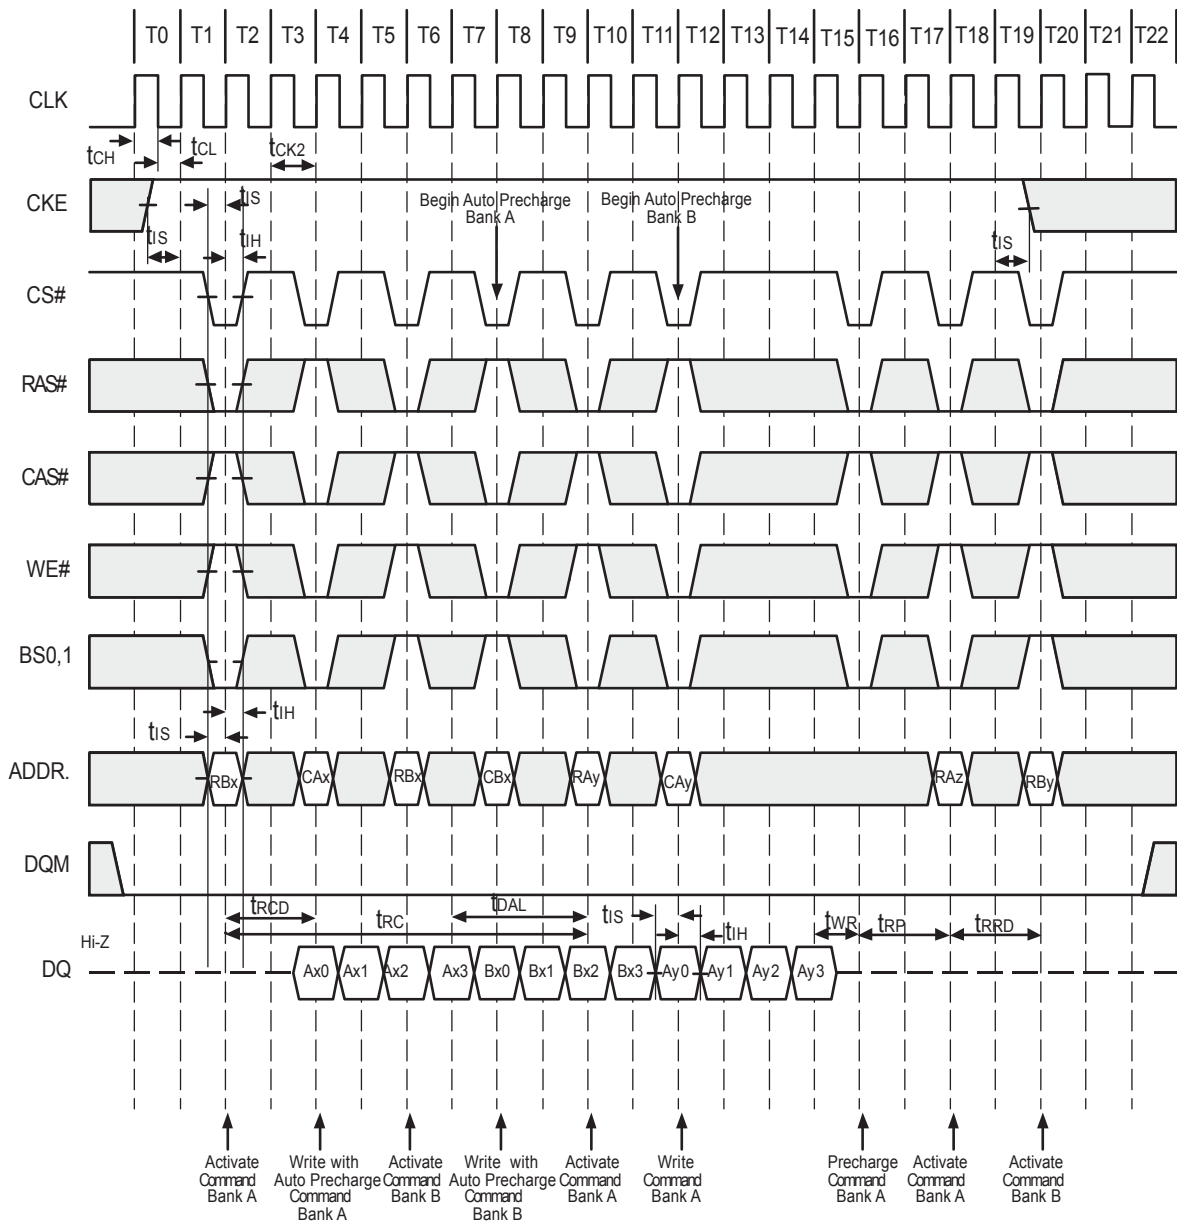 T0 T1 T2 T3 T4 T5 T6 T7 T8 T9 T10 T11 T12 T13 T14 T15 T16 T17 T18 T19 T20 T21 T22
CLK
tCH tCL tCK2
CKE
tIS
Begin Auto Precharge
Bank A
Begin Auto Precharge
Bank B
tIS tIH tIS
CS#
RAS#
CAS#
WE#
BS0,1
tIH
tIS
ADDR.
RBx CAx RBx CBx RAy CAy RAz RBy
DQM
tRCD tRC tDAL tIS tIH tWR tRP tRRD
Hi-Z
DQ
Ax0 Ax1 Ax2 Ax3 Bx0 Bx1 Bx2 Bx3 Ay0 Ay1 Ay2 Ay3
Activate
Command
Bank A
Write with
Auto Precharge
Command
Bank A
Activate
Command
Bank B
Write with
Auto Precharge
Command
Bank B
Activate
Command
Bank A
Write
Command
Bank A
Precharge
Command
Bank A
Activate
Command
Bank A
Activate
Command
Bank B